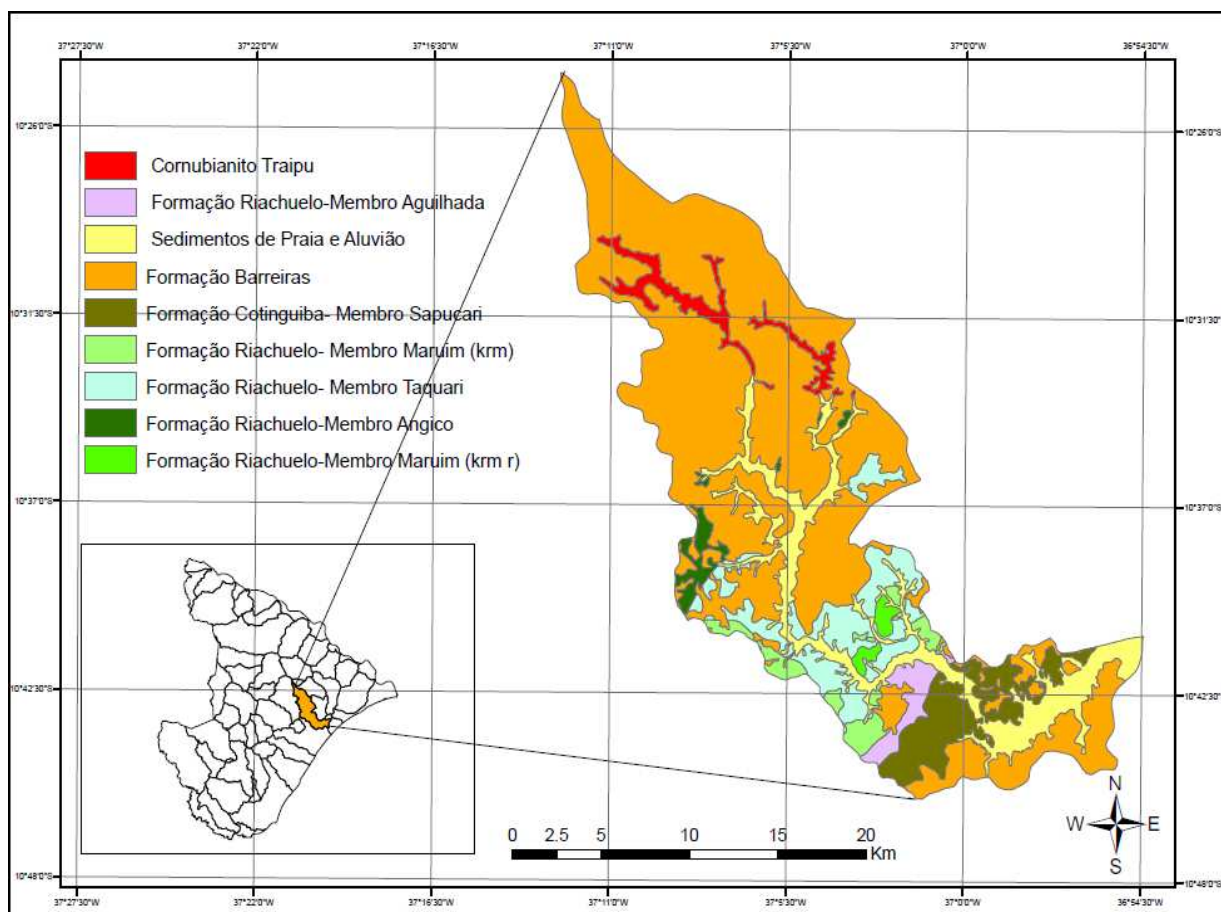 37°27'30"W 37°22'0"W 37°16'30"W 37°11'0"W 37°5'30"W 37°0'0"W 36°54'30"W
10°26'0"S 10°26'0"S
Cornubianito Traipu
Formação Riachuelo-Membro Aguilhada
Sedimentos de Praia e Aluvião
Formação Barreiras
Formação Cotinguiba- Membro Sapucari
10°31'30"S 10°31'30"S
Formação Riachuelo- Membro Maruim (krm)
Formação Riachuelo- Membro Taquari
Formação Riachuelo-Membro Angico
Formação Riachuelo-Membro Maruim (krm r)
10°37'0"S 10°37'0"S
10°42'30"S 10°42'30"S
N
W E
S
0 2.5 5 10 15 20
Km
10°48'0"S 10°48'0"S
37°27'30"W 37°22'0"W 37°11'0"W 37°5'30"W 37°0'0"W 36°54'30"W